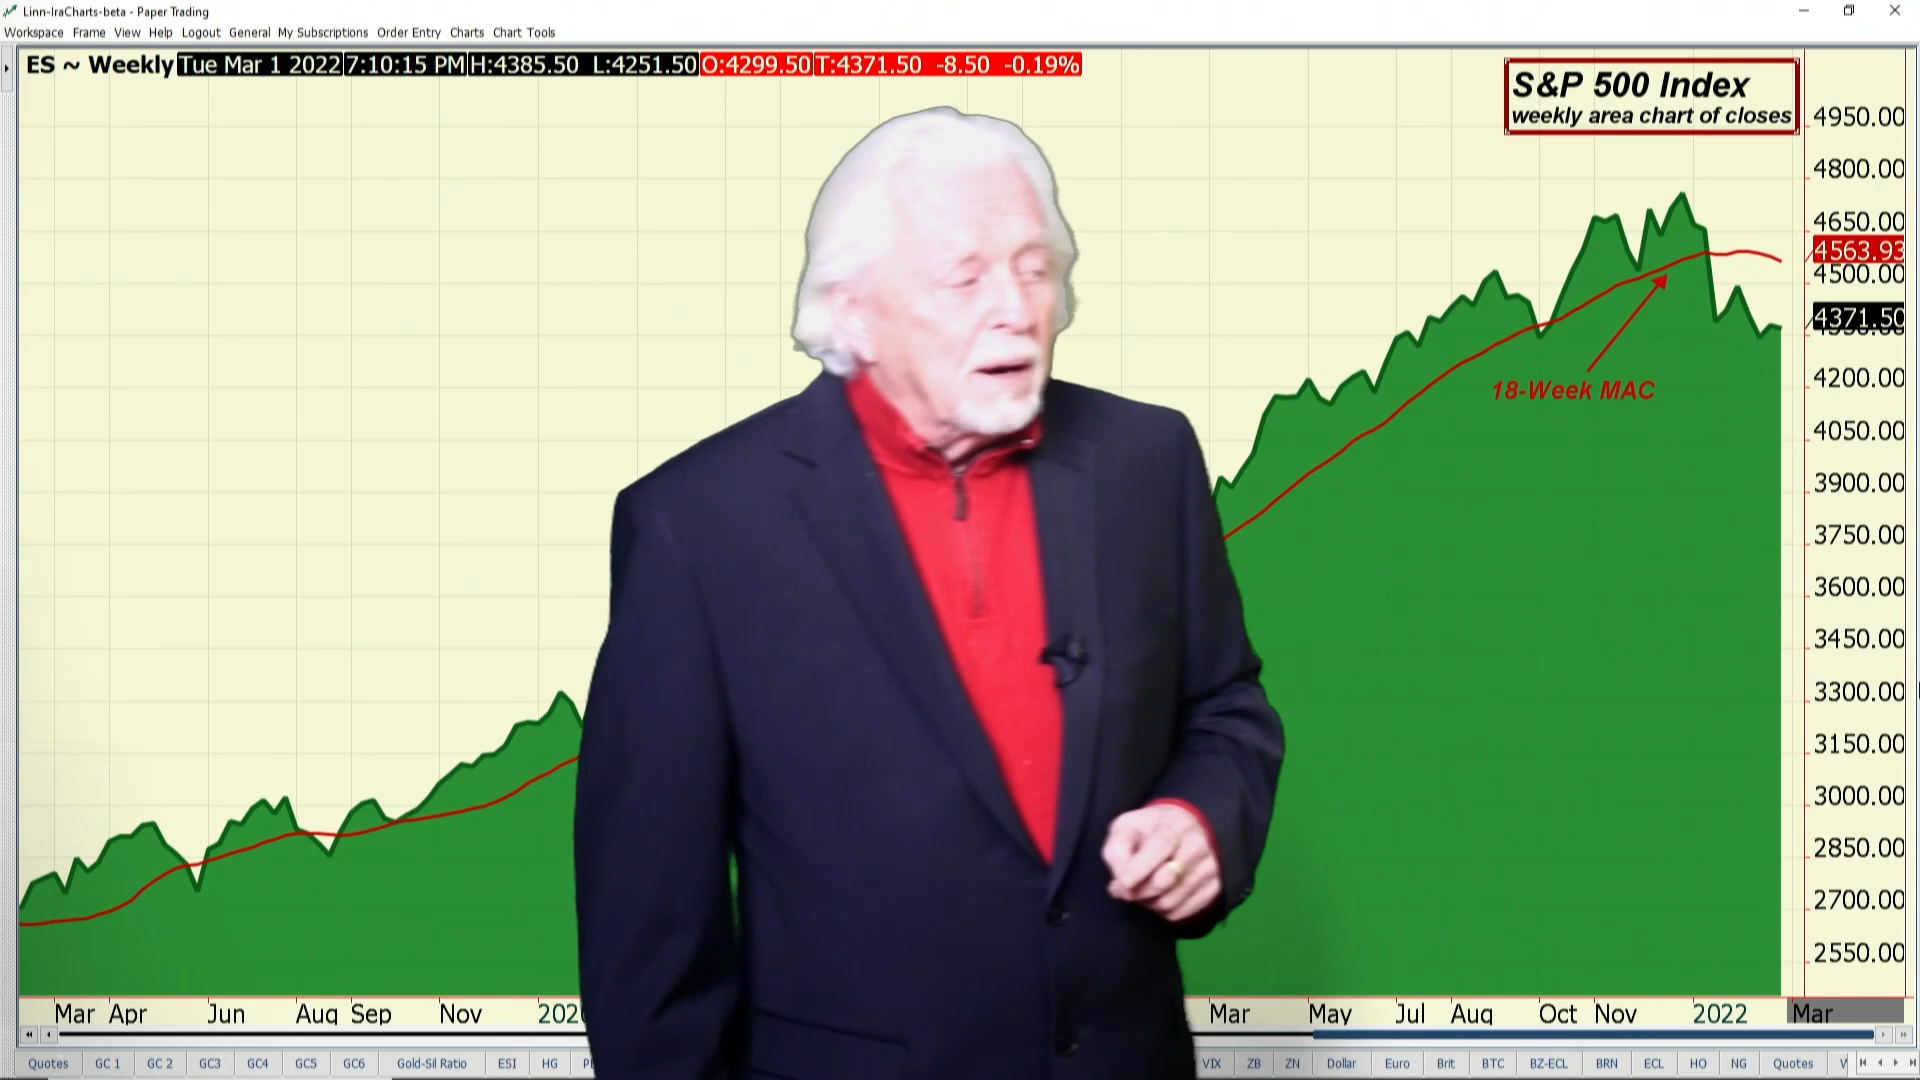 Linn-IraCharts-beta - Paper Trading
Workspace Frame View Help Logout General My Subscriptions Order Entry Charts Chart Tools
ES ~ Weekly Tue Mar 1 2022 7:10:15 PM H:4385.50 L:4251.50 O:4299.50 T:4371.50 -8.50 -0.19%
S&P 500 Index
weekly area chart of closes
4950.00
4800.00
4650.00
4563.93
4500.00
4371.50
18-Week MAC
4200.00
4050.00
3900.00
3750.00
3600.00
3450.00
3300.00
3150.00
3000.00
2850.00
2700.00
2550.00
Mar Apr Jun Aug Sep Nov 202 Mar May Jul Aug Oct Nov 2022 Mar
Quotes GC 1 GC 2 GC3 GC4 GC5 GC6 Gold-Sil Ratio ESI HG VIX ZB ZN Dollar Euro Brit BTC BZ-ECL BRN ECL HO NG Quotes